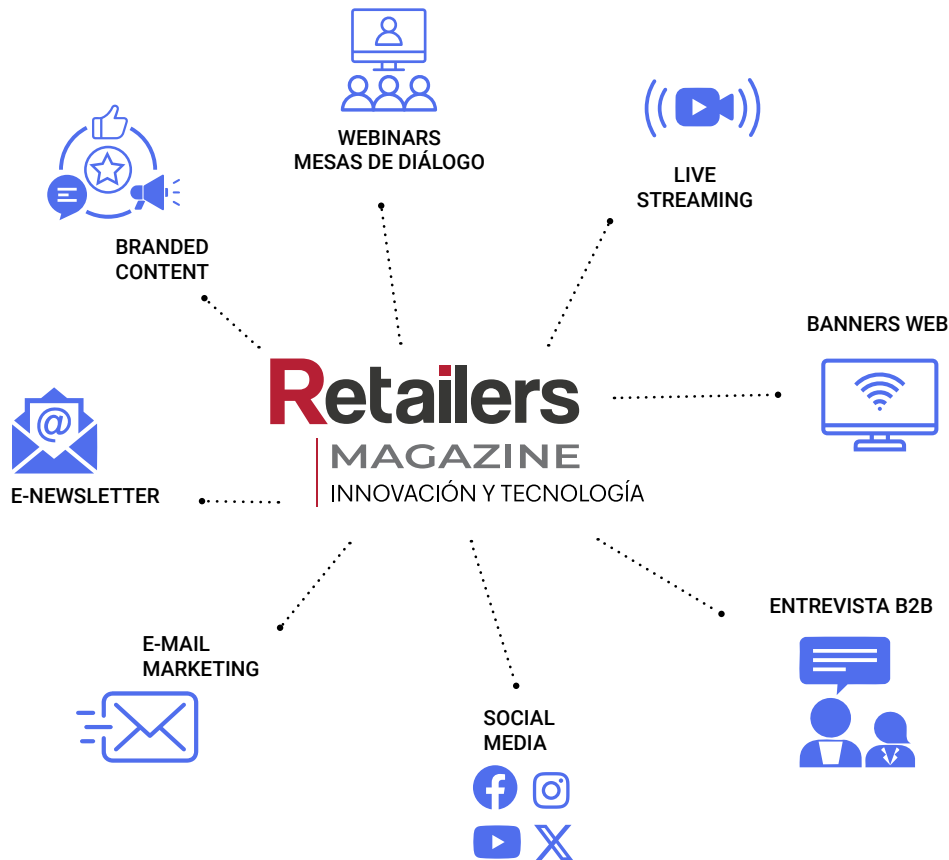 WEBINARS
MESAS DE DIÁLOGO
LIVE
STREAMING
BRANDED
CONTENT
BANNERS WEB
Retailers
MAGAZINE
INNOVACIÓN Y TECNOLOGÍA
@
E-NEWSLETTER
ENTREVISTA B2B
E-MAIL
MARKETING
SOCIAL
MEDIA